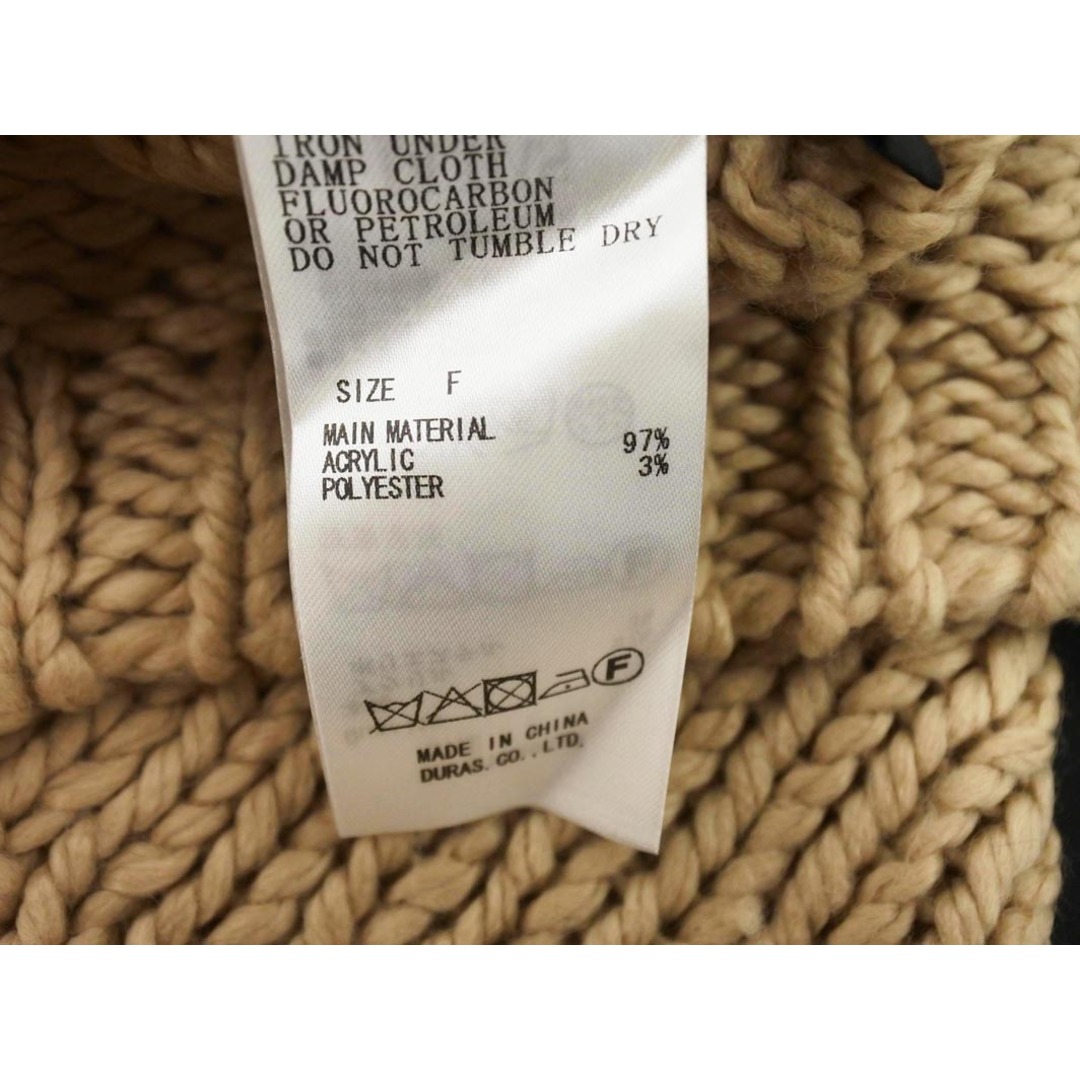 IRON UNDER
DAMP CLOTH
FLUOROCARBON
OR PETROLEUM
DO NOT TUMBLE DRY
SIZE F
MAIN MATERIAL
ACRYLIC 97%
POLYESTER 3%
F
MADE IN CHINA
DURAS.CO.,LTD.